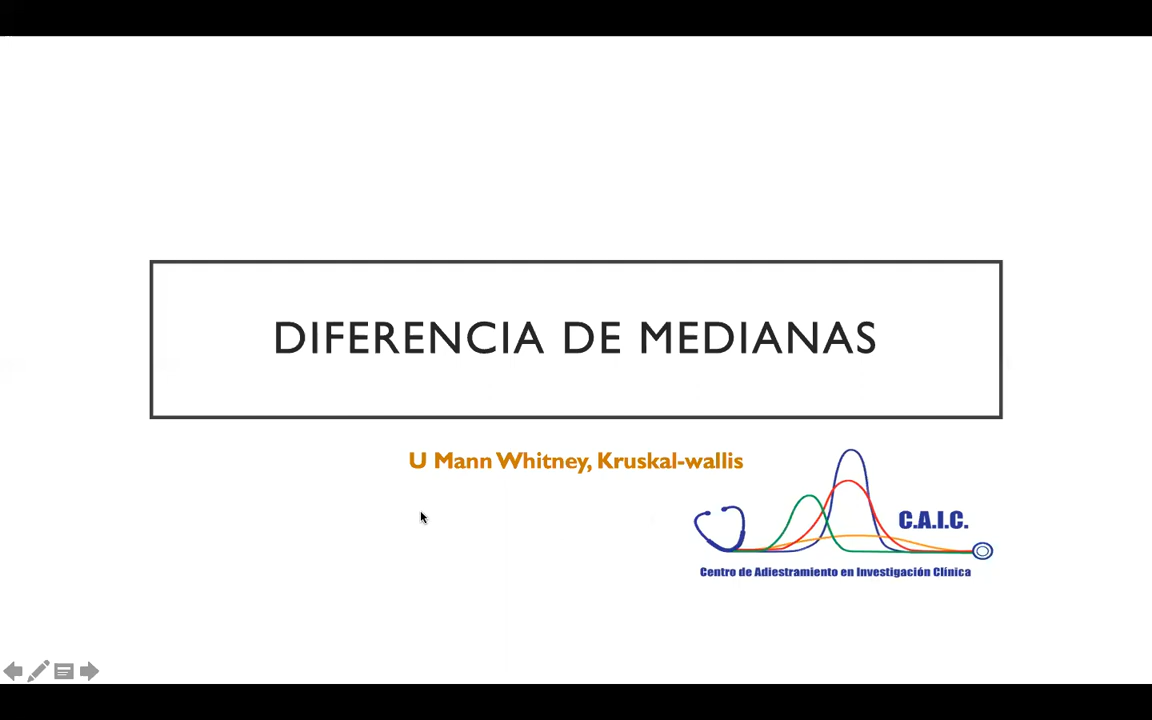 DIFERENCIA DE MEDIANAS
U Mann Whitney, Kruskal-wallis
C.A.I.C.
Centro de Adiestramiento en Investigación Clínica